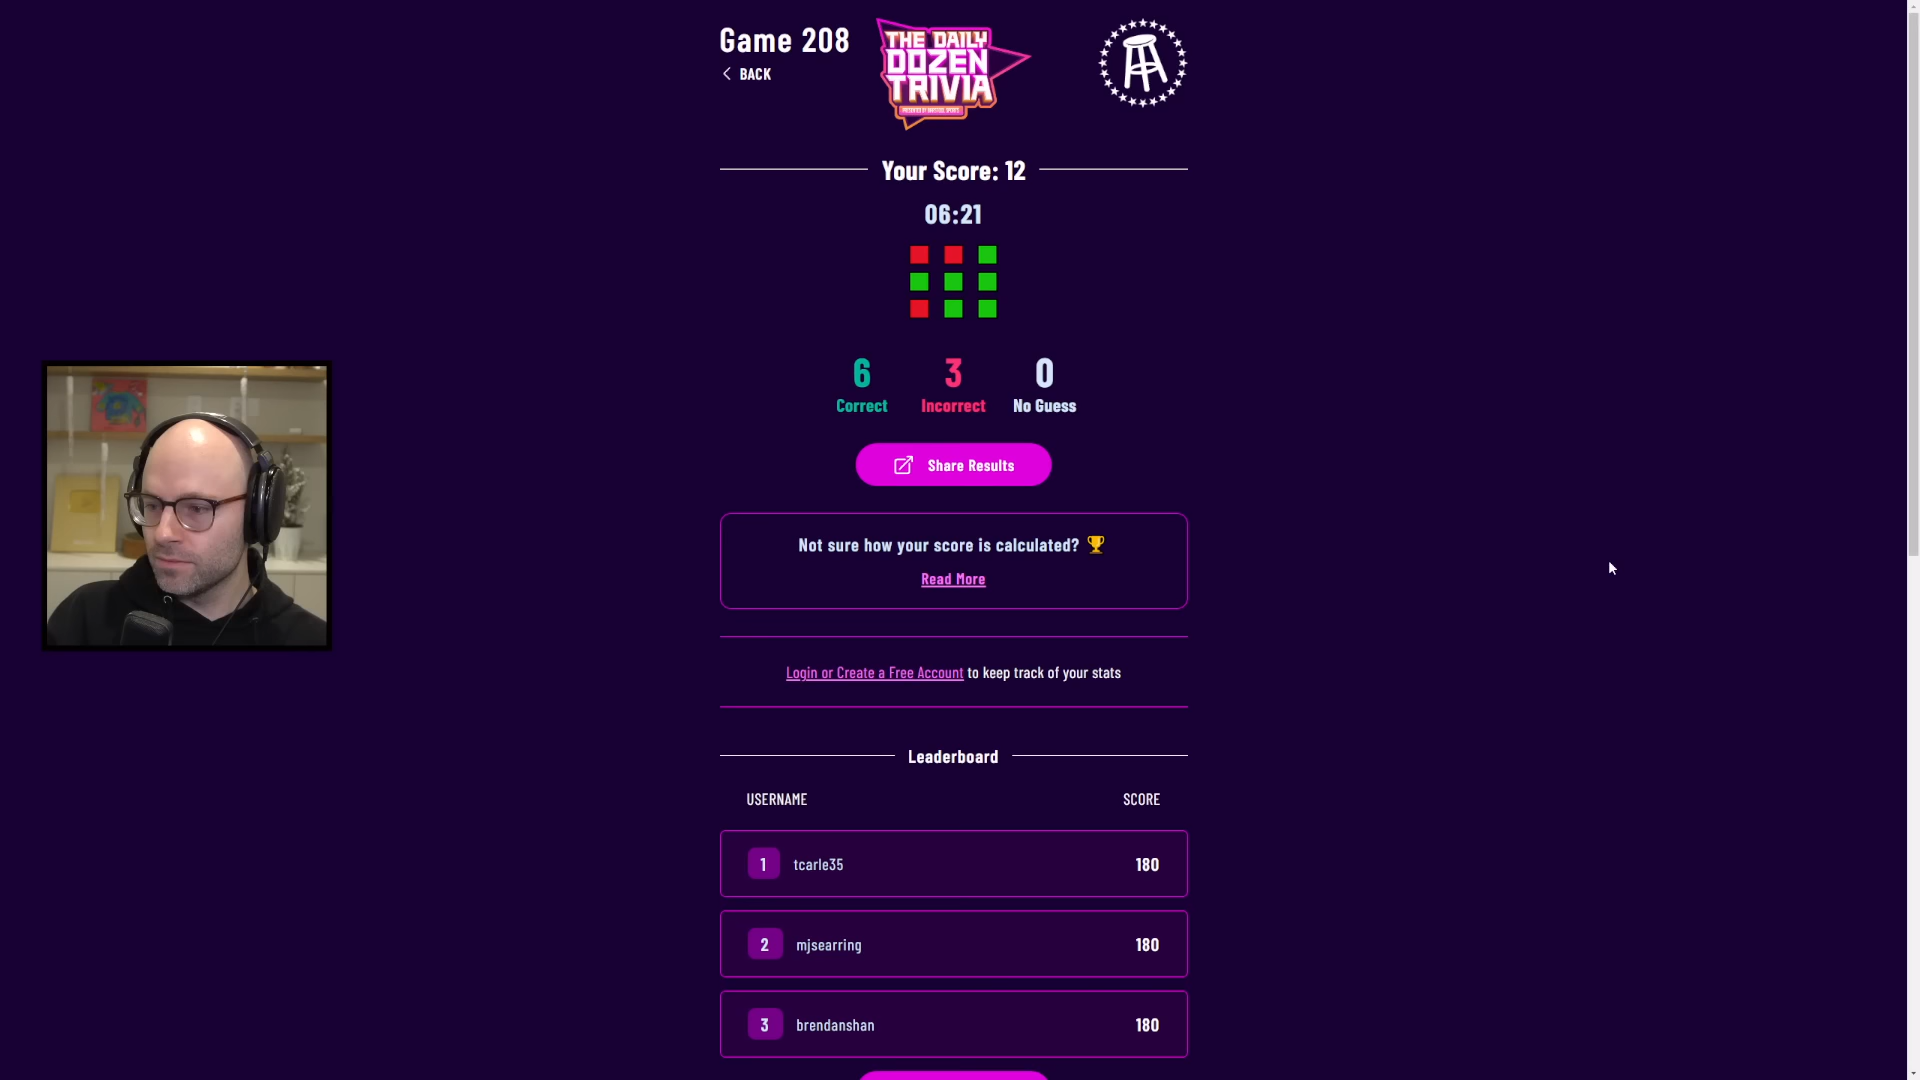 Game 208
BACK
THE DAILY
DOZEN
TRIVIA
Your Score: 12
06:21
6
Correct
3
Incorrect
0
No Guess
Share Results
Not sure how your score is calculated? 🏆
Read More
Login or Create a Free Account to keep track of your stats
Leaderboard
USERNAME SCORE
1 tcarle35 180
2 mjsearring 180
3 brendanshan 180